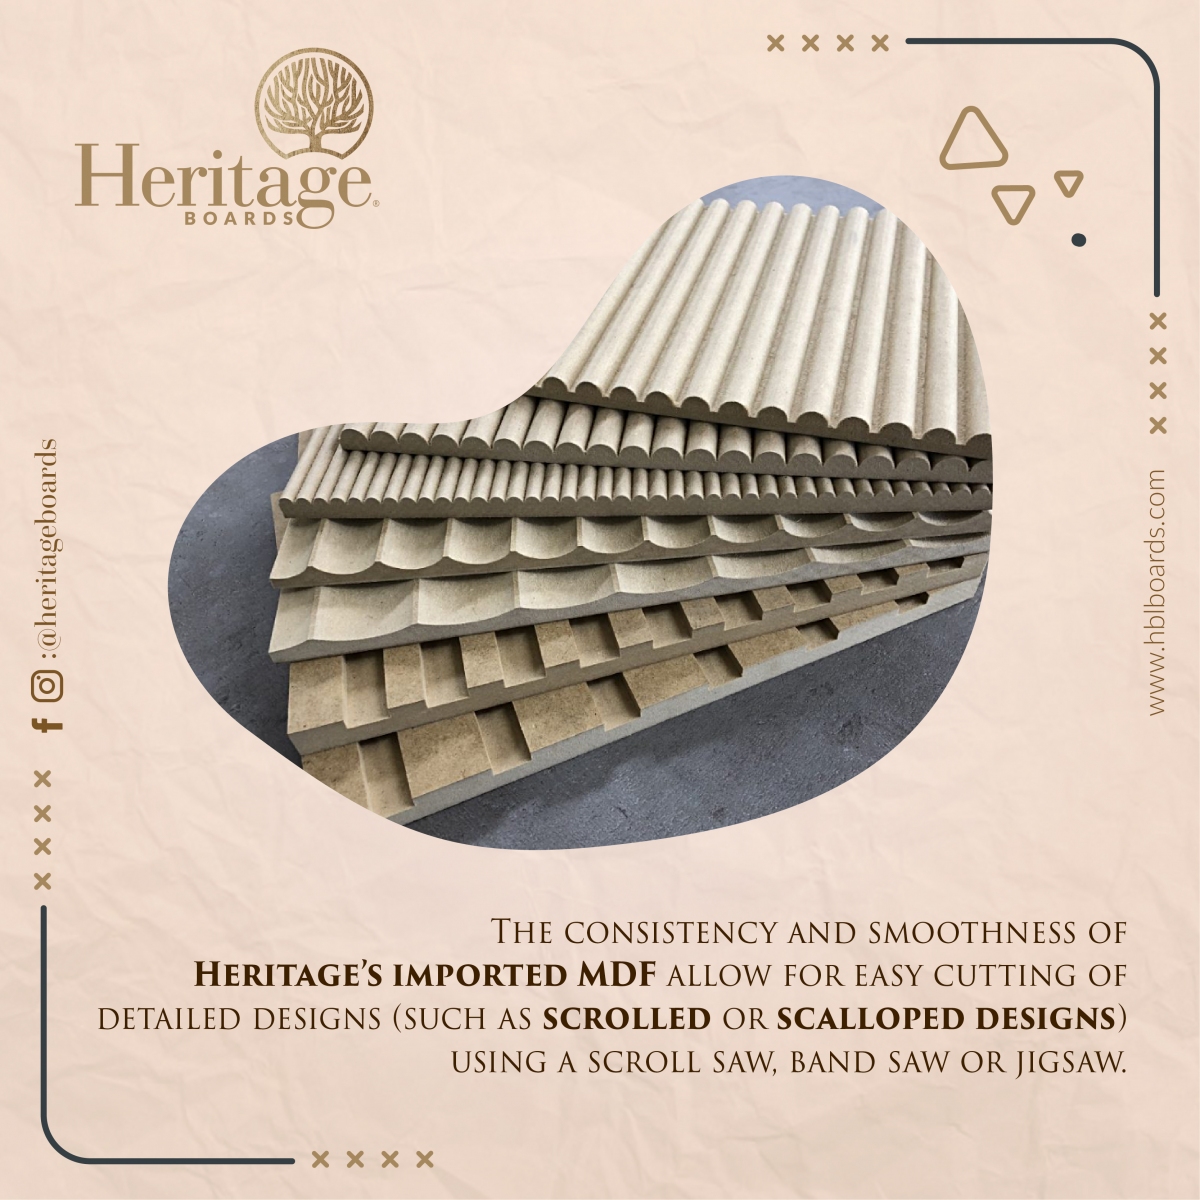 Heritage®
BOARDS
:@heritageboards
www.hblboards.com
The consistency and smoothness of
Heritage's imported MDF allow for easy cutting of
detailed designs (such as scrolled or scalloped designs)
using a scroll saw, band saw or jigsaw.